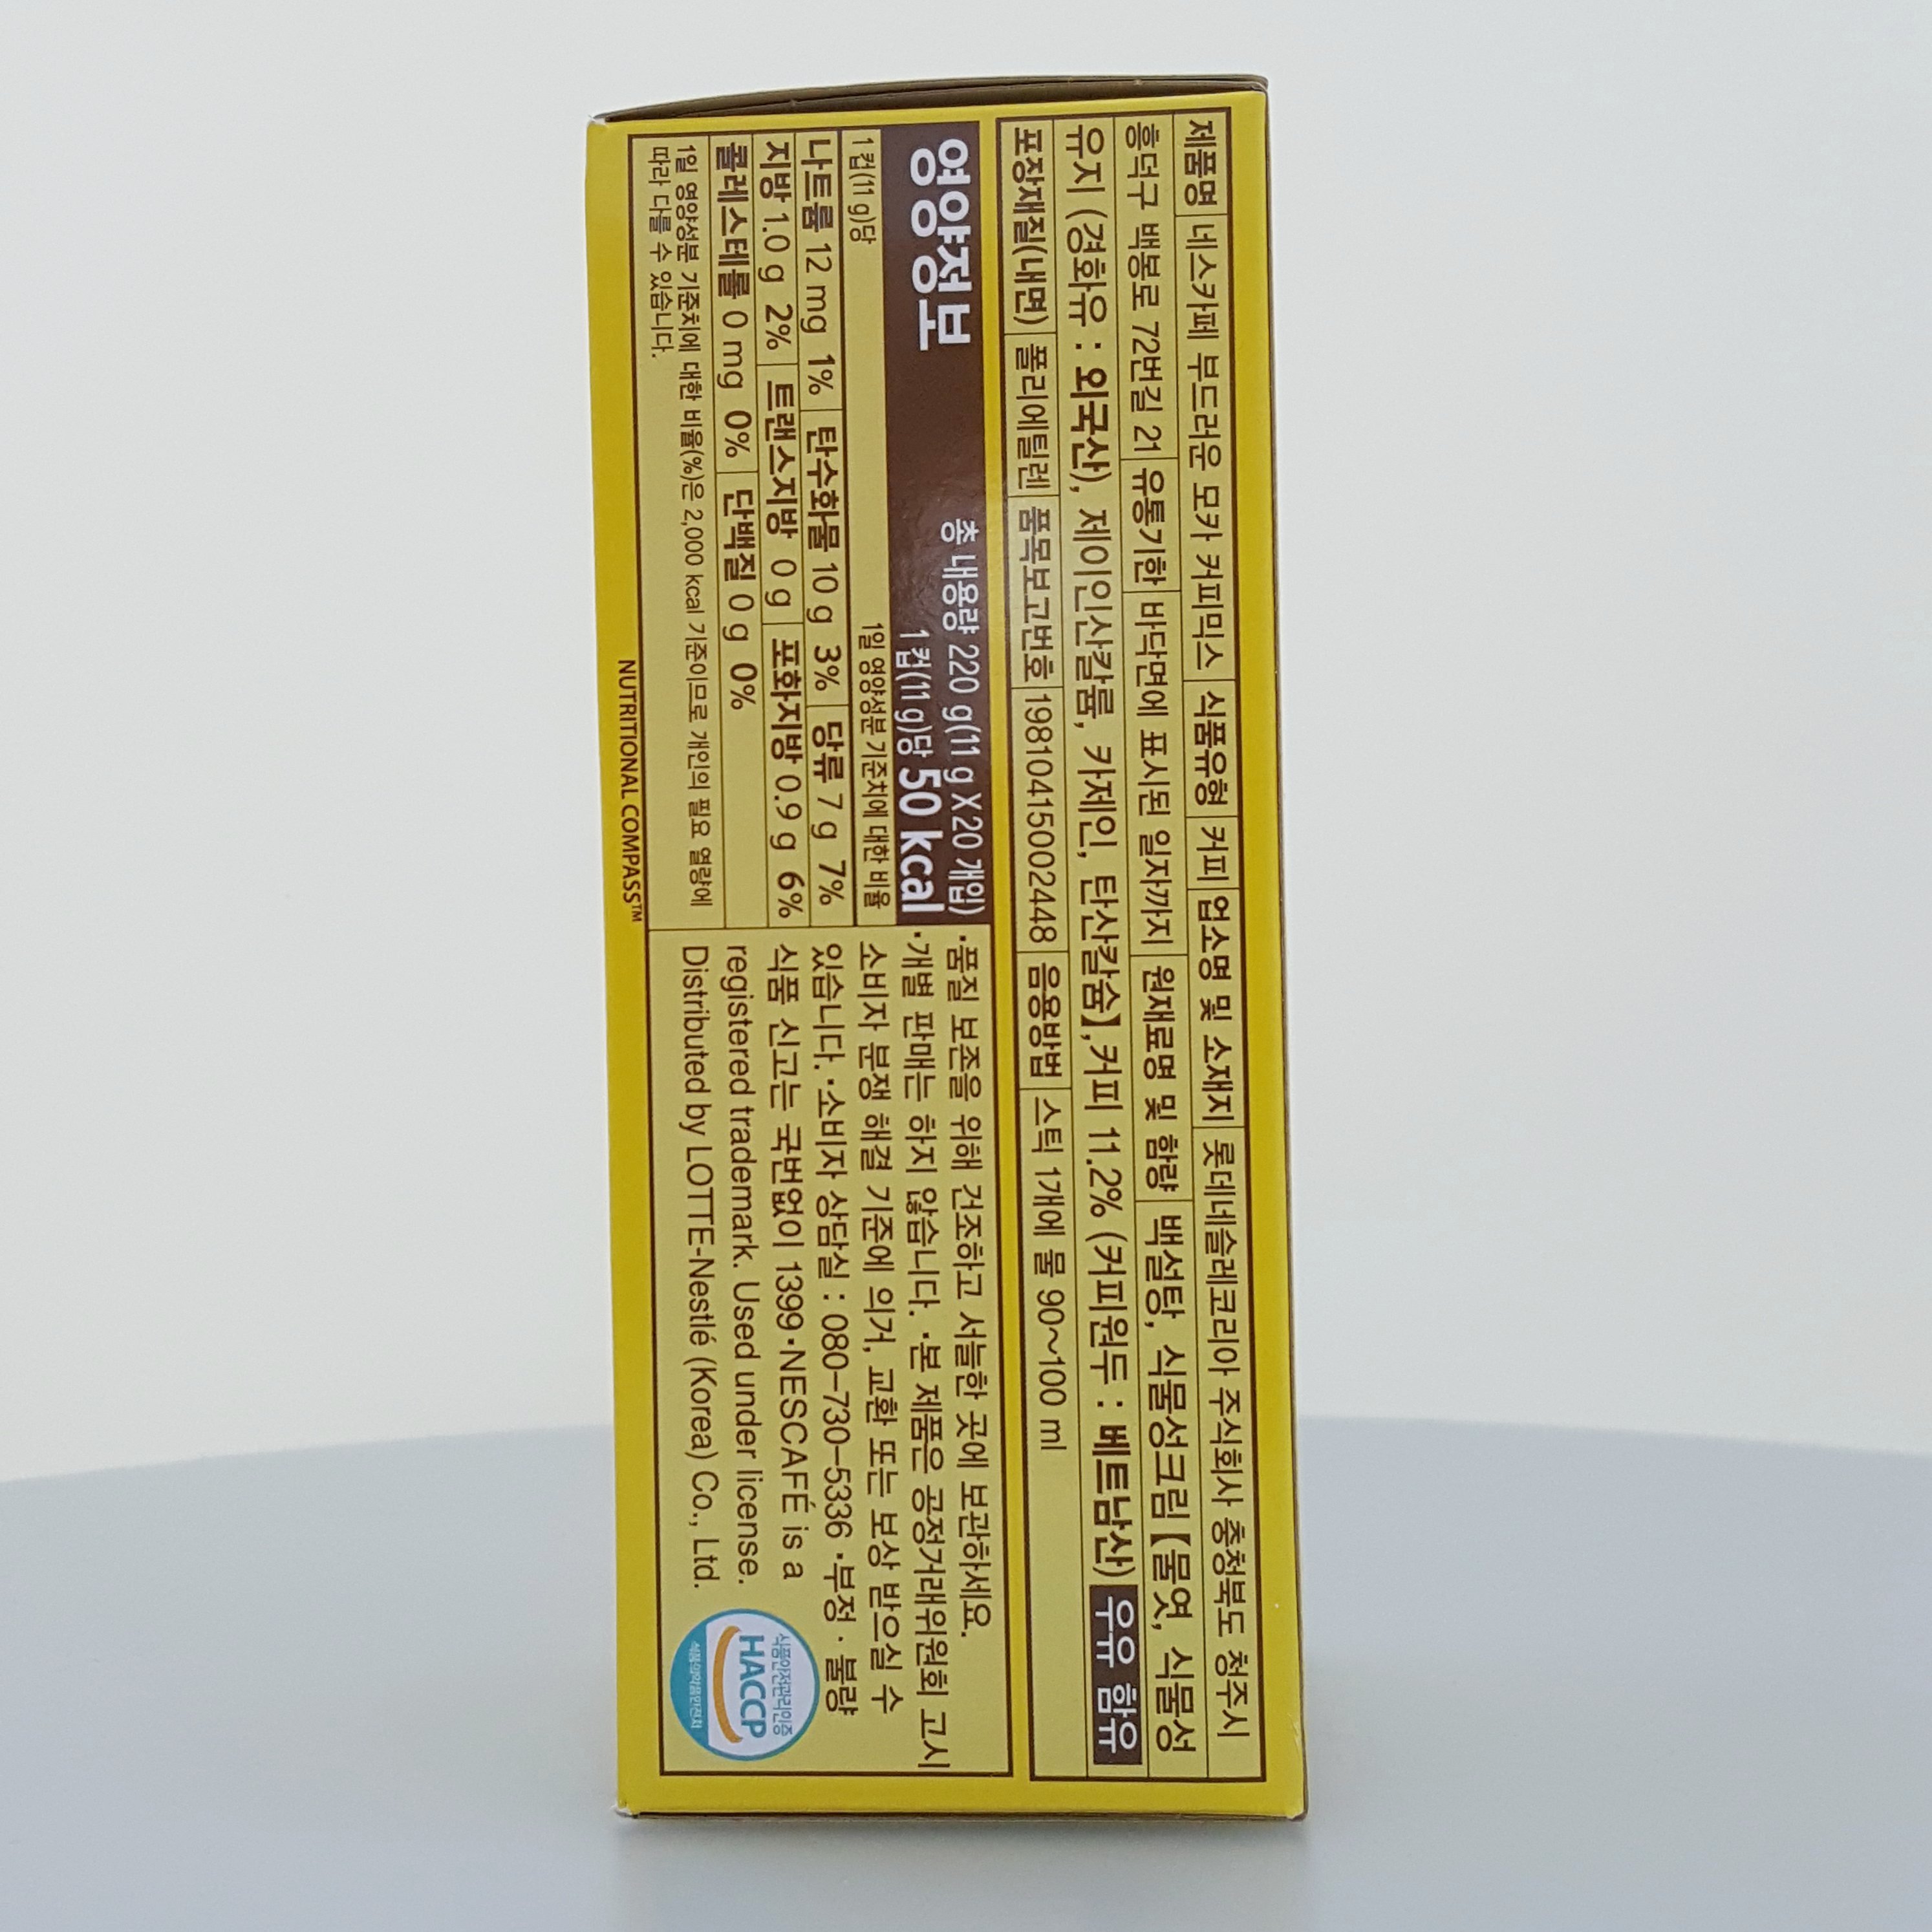 제품명 네스카페 부드러운 모카 커피믹스 식품유형 커피 업소명 및 소재지 롯데네슬레코리아 주식회사 충청북도 청주시
흥덕구 백봉로 72번길 21 유통기한 바닥면에 표시된 일자까지 원재료명 및 함량 백설탕, 식물성크림【물엿, 식물성
유지 (경화유 : 외국산), 제이인산칼륨, 카제인, 탄산칼슘】,커피 11.2% (커피원두 : 베트남산) 우유 함유
포장재질(내면) 폴리에틸렌 품목보고번호 19810415002448 음용방법 스틱 1개에 물 90~100 ml
영양정보
총 내용량 220 g(11 g X 20 개입)
1 컵(11 g)당 50 kcal
1 컵(11 g)당 1일 영양성분 기준치에 대한 비율
나트륨 12 mg 1% 탄수화물 10 g 3% 당류 7 g 7%
지방 1.0 g 2% 트랜스지방 0 g 포화지방 0.9 g 6%
콜레스테롤 0 mg 0% 단백질 0 g 0%
1일 영양성분 기준치에 대한 비율(%)은 2,000 kcal 기준이므로 개인의 필요 열량에
따라 다를 수 있습니다.
NUTRITIONAL COMPASS™
·품질 보존을 위해 건조하고 서늘한 곳에 보관하세요.
·개별 판매는 하지 않습니다. ·본 제품은 공정거래위원회 고시
소비자 분쟁 해결 기준에 의거, 교환 또는 보상 받으실 수
있습니다. ·소비자 상담실 : 080-730-5336 ·부정 · 불량
식품 신고는 국번없이 1399·NESCAFÉ is a
registered trademark. Used under license.
Distributed by LOTTE-Nestlé (Korea) Co., Ltd.
식품안전관리인증
HACCP
식품의약품안전처